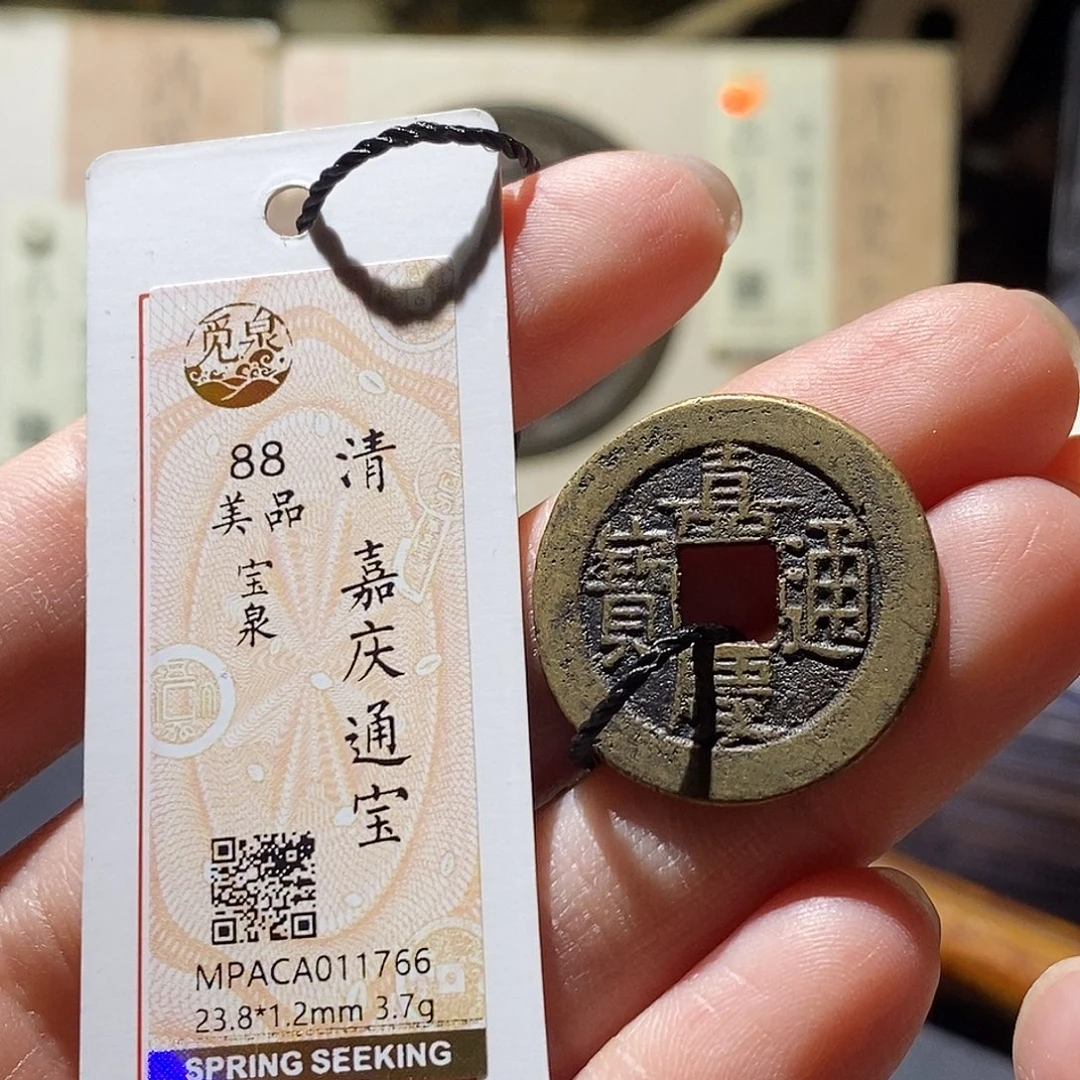 觅泉
清 嘉庆通宝
88
美品
宝泉
MPACA011766
23.8*1.2mm 3.7g
SPRING SEEKING
嘉慶通寶